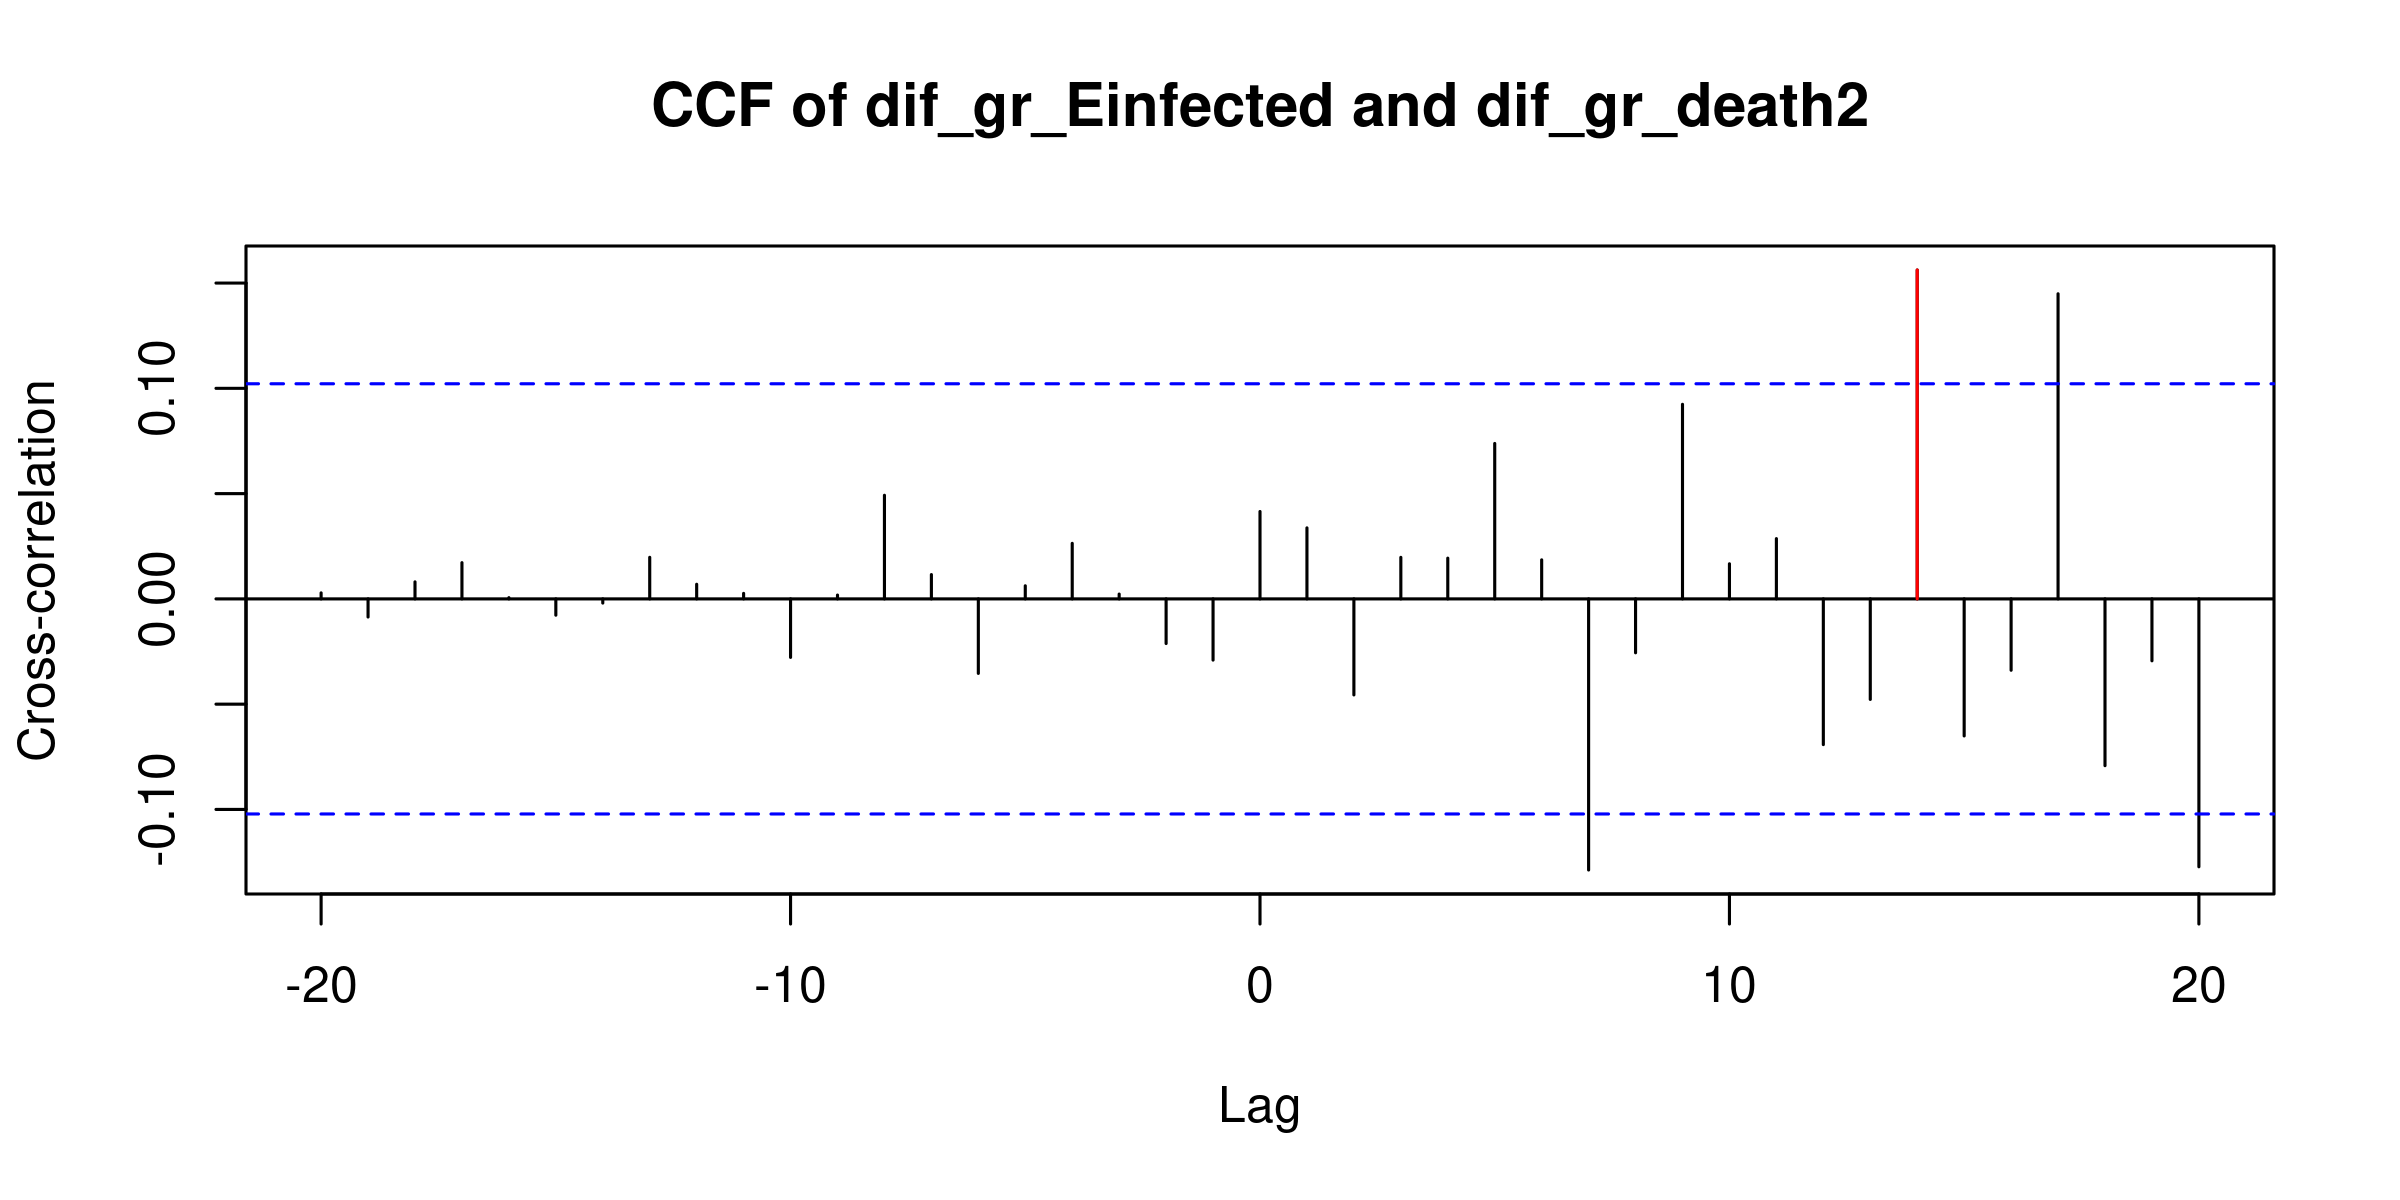 CCF of dif_gr_Einfected and dif_gr_death2
Cross-correlation
0.10
0.00
-0.10
-20 -10 0 10 20
Lag